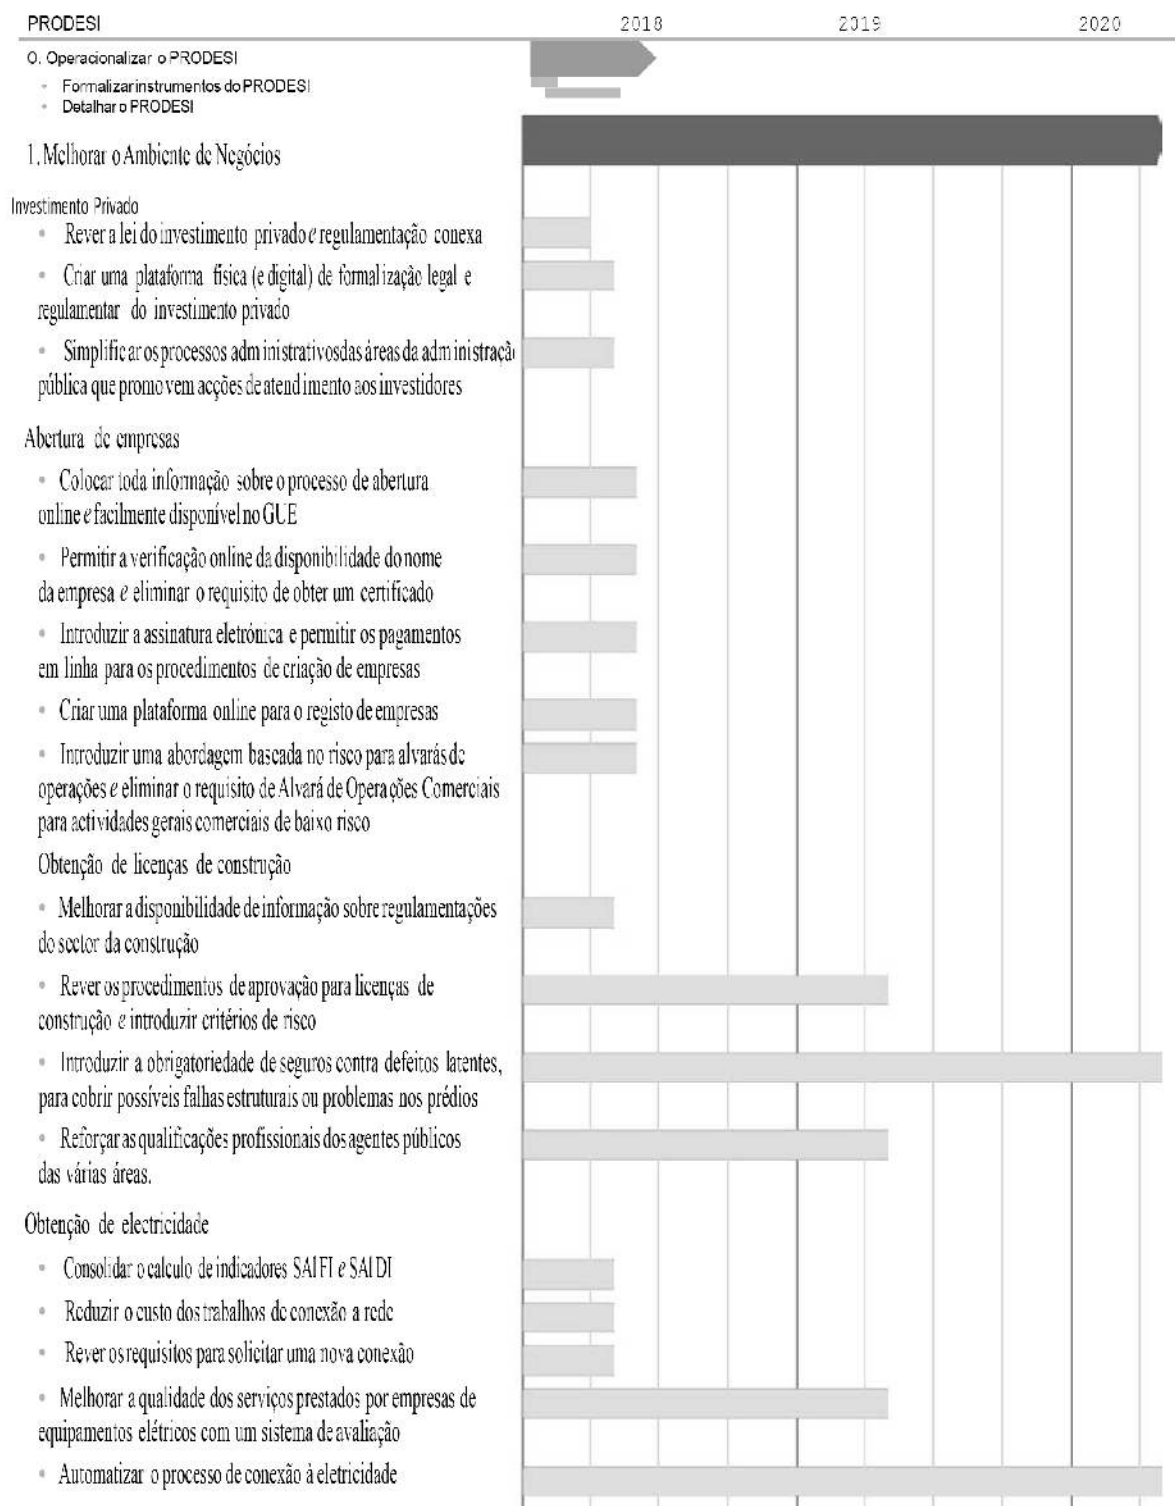 PRODESI 2018 2019 2020
O. Operacionalizar o PRODESI
- Formalizar instrumentos do PRODESI
- Detalhar o PRODESI
1. Melhorar o Ambiente de Negócios
Investimento Privado
• Rever a lei do investimento privado e regulamentação conexa
• Criar uma plataforma física (e digital) de formalização legal e
regulamentar do investimento privado
• Simplificar os processos administrativos das áreas da administraçã
pública que promovem acções de atendimento aos investidores
Abertura de empresas
• Colocar toda informação sobre o processo de abertura
online e facilmente disponível no GUE
• Permitir a verificação online da disponibilidade do nome
da empresa e eliminar o requisito de obter um certificado
• Introduzir a assinatura eletrónica e permitir os pagamentos
em linha para os procedimentos de criação de empresas
• Criar uma plataforma online para o registo de empresas
• Introduzir uma abordagem baseada no risco para alvarás de
operações e eliminar o requisito de Alvará de Operações Comerciais
para actividades gerais comerciais de baixo risco
Obtenção de licenças de construção
• Melhorar a disponibilidade de informação sobre regulamentações
do sector da construção
• Rever os procedimentos de aprovação para licenças de
construção e introduzir critérios de risco
• Introduzir a obrigatoriedade de seguros contra defeitos latentes,
para cobrir possíveis falhas estruturais ou problemas nos prédios
• Reforçar as qualificações profissionais dos agentes públicos
das várias áreas.
Obtenção de electricidade
• Consolidar o calculo de indicadores SAIFI e SAIDI
• Reduzir o custo dos trabalhos de conexão a rede
• Rever os requisitos para solicitar uma nova conexão
• Melhorar a qualidade dos serviços prestados por empresas de
equipamentos elétricos com um sistema de avaliação
• Automatizar o processo de conexão à eletricidade